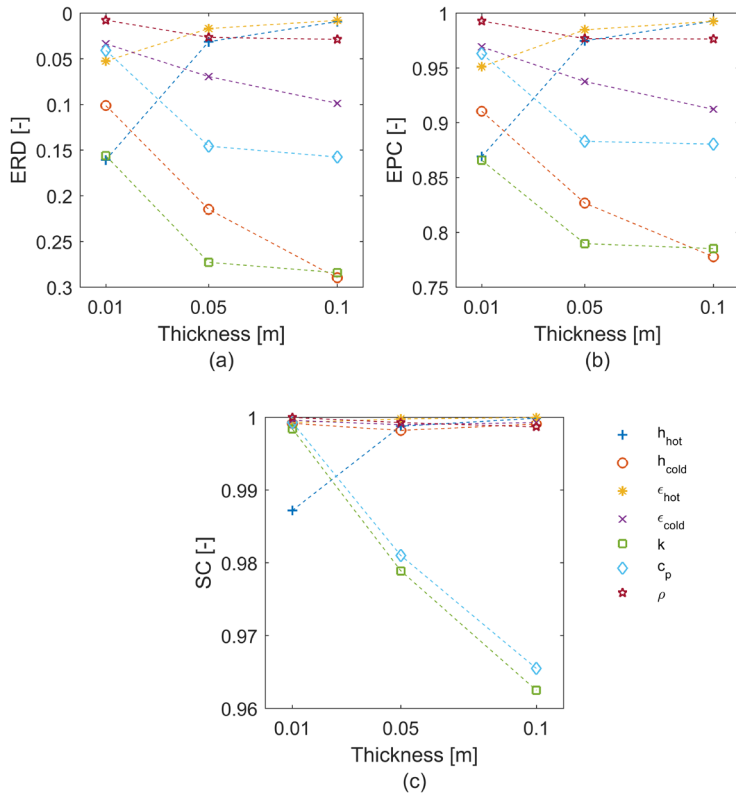 0
0.05
0.1
0.15
0.2
0.25
0.3
ERD [-]
0.01
0.05
0.1
Thickness [m]
(a)
1
0.95
0.9
0.85
0.8
0.75
EPC [-]
0.01
0.05
0.1
Thickness [m]
(b)
1
0.99
0.98
0.97
0.96
SC [-]
0.01
0.05
0.1
Thickness [m]
(c)
h_hot
h_cold
ϵ_hot
ϵ_cold
k
c_p
ρ